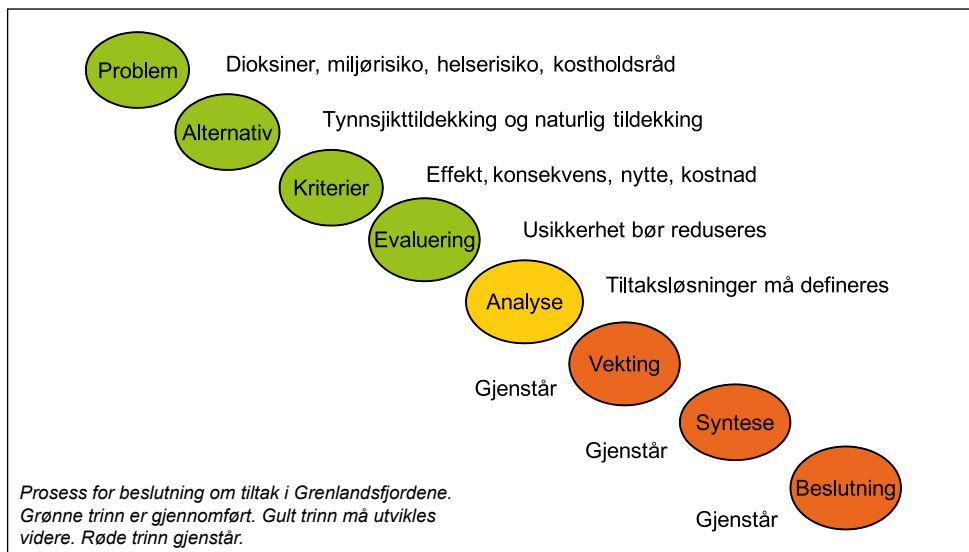 Problem
Dioksiner, miljørisiko, helserisiko, kostholdsråd
Alternativ
Tynnsjikttildekking og naturlig tildekking
Kriterier
Effekt, konsekvens, nytte, kostnad
Evaluering
Usikkerhet bør reduseres
Analyse
Tiltaksløsninger må defineres
Vekting
Gjenstår
Syntese
Gjenstår
Beslutning
Gjenstår
Prosess for beslutning om tiltak i Grenlandsfjordene.
Grønne trinn er gjennomført. Gult trinn må utvikles
videre. Røde trinn gjenstår.